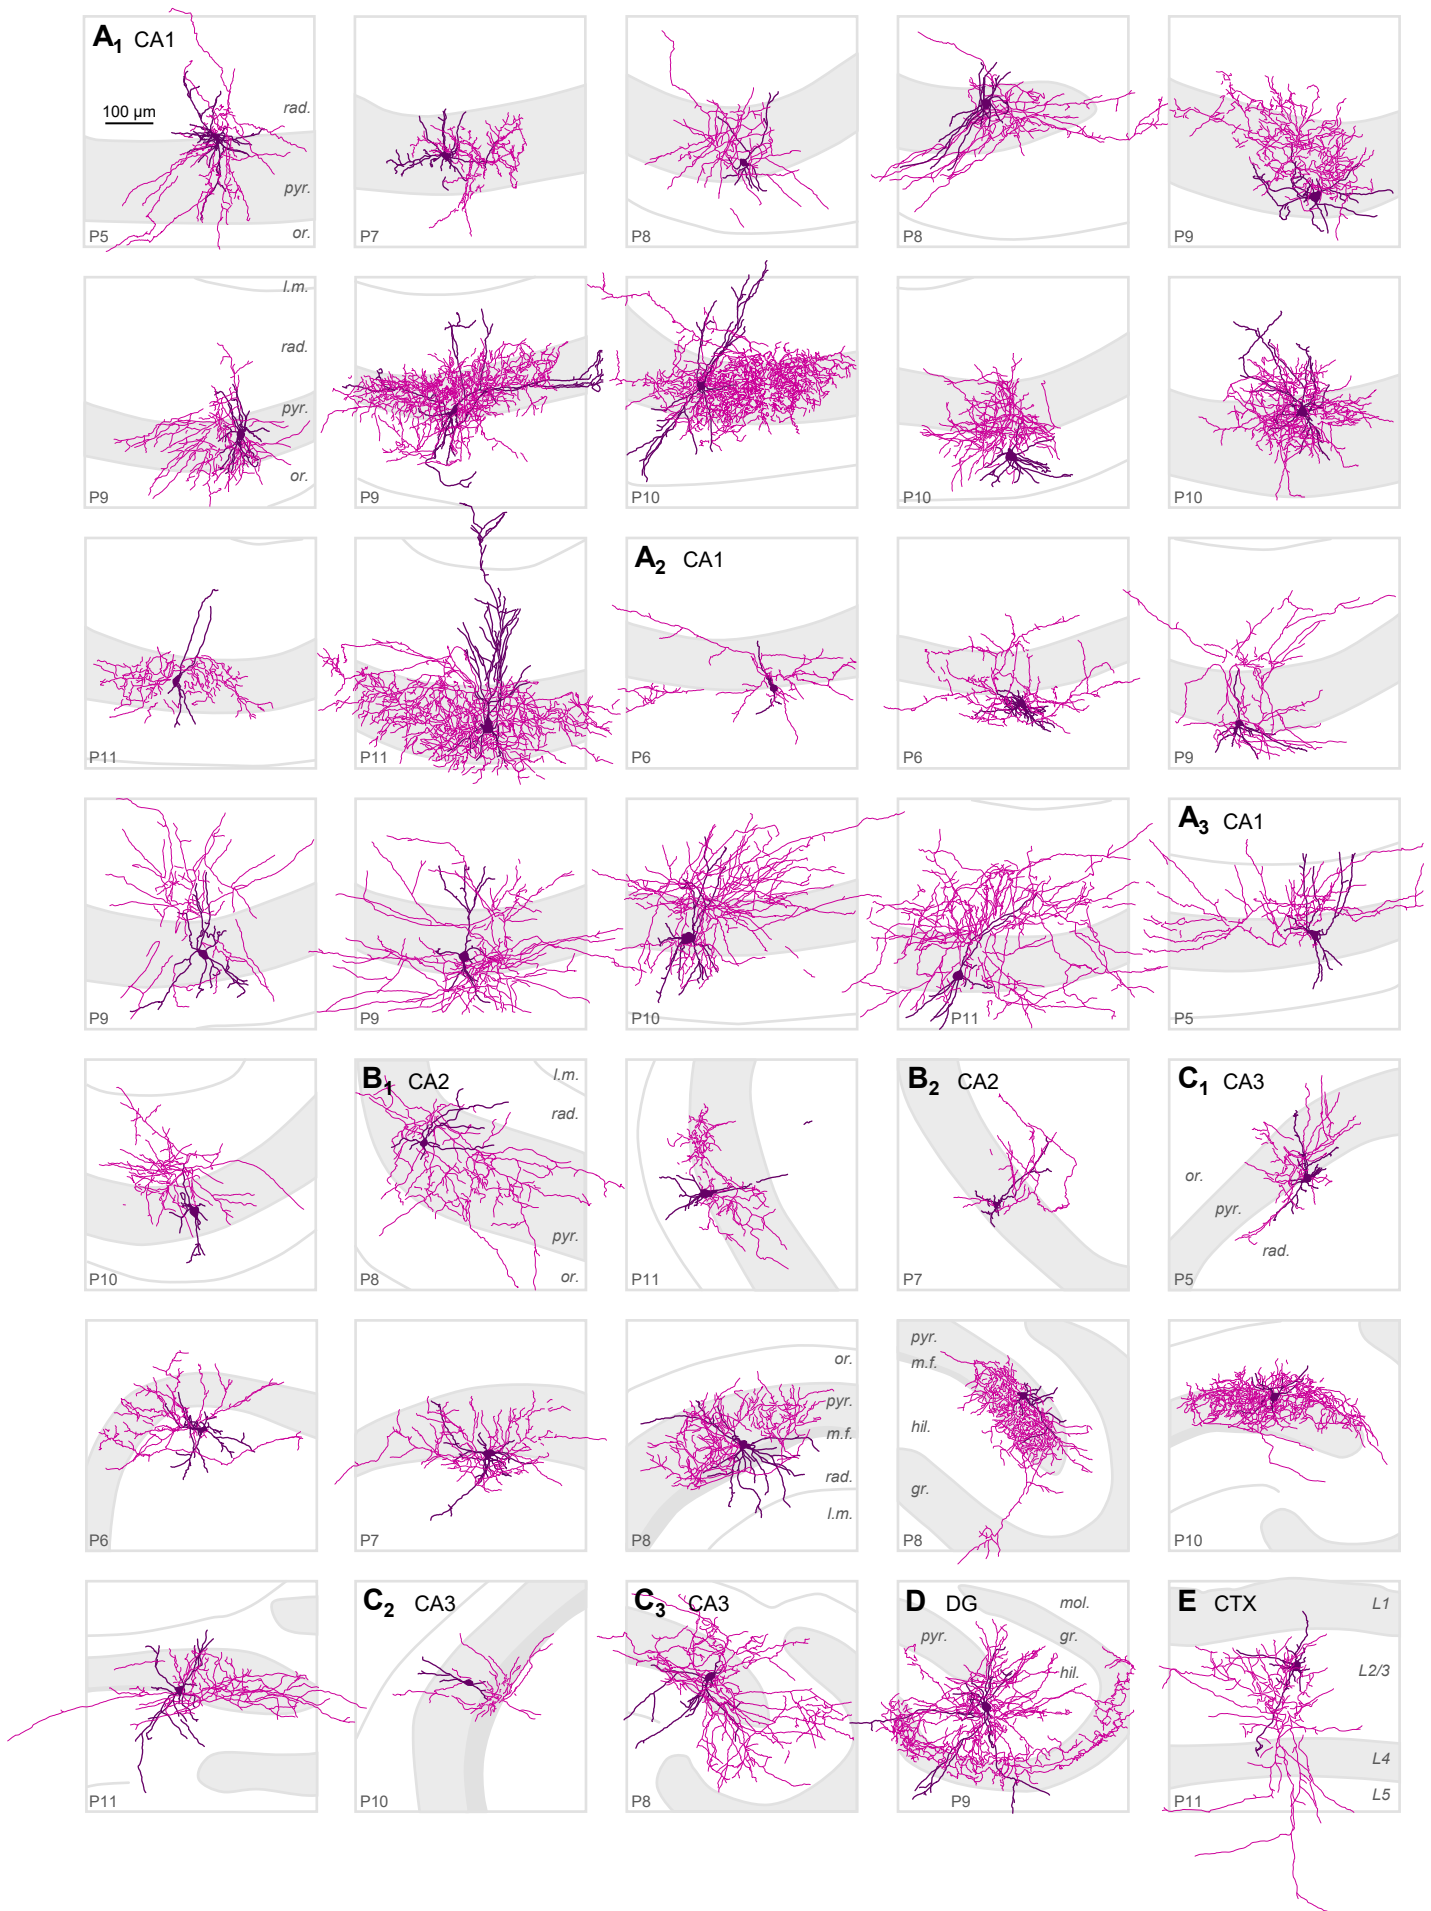 A1 CA1
100 µm
rad.
pyr.
or.
P5
P7
P8
P8
P9
l.m.
rad.
pyr.
or.
P9
P9
P10
P10
P10
A2 CA1
P11
P11
P6
P6
P9
A3 CA1
P9
P9
P10
P11
P5
B1 CA2
l.m.
rad.
pyr.
or.
B2 CA2
C1 CA3
or.
pyr.
rad.
P10
P8
P11
P7
P5
or.
pyr.
m.f.
rad.
l.m.
pyr.
m.f.
hil.
gr.
P6
P7
P8
P8
P10
C2 CA3
C3 CA3
D DG
mol.
pyr.
gr.
hil.
E CTX
L1
L2/3
L4
L5
P11
P10
P8
P9
P11